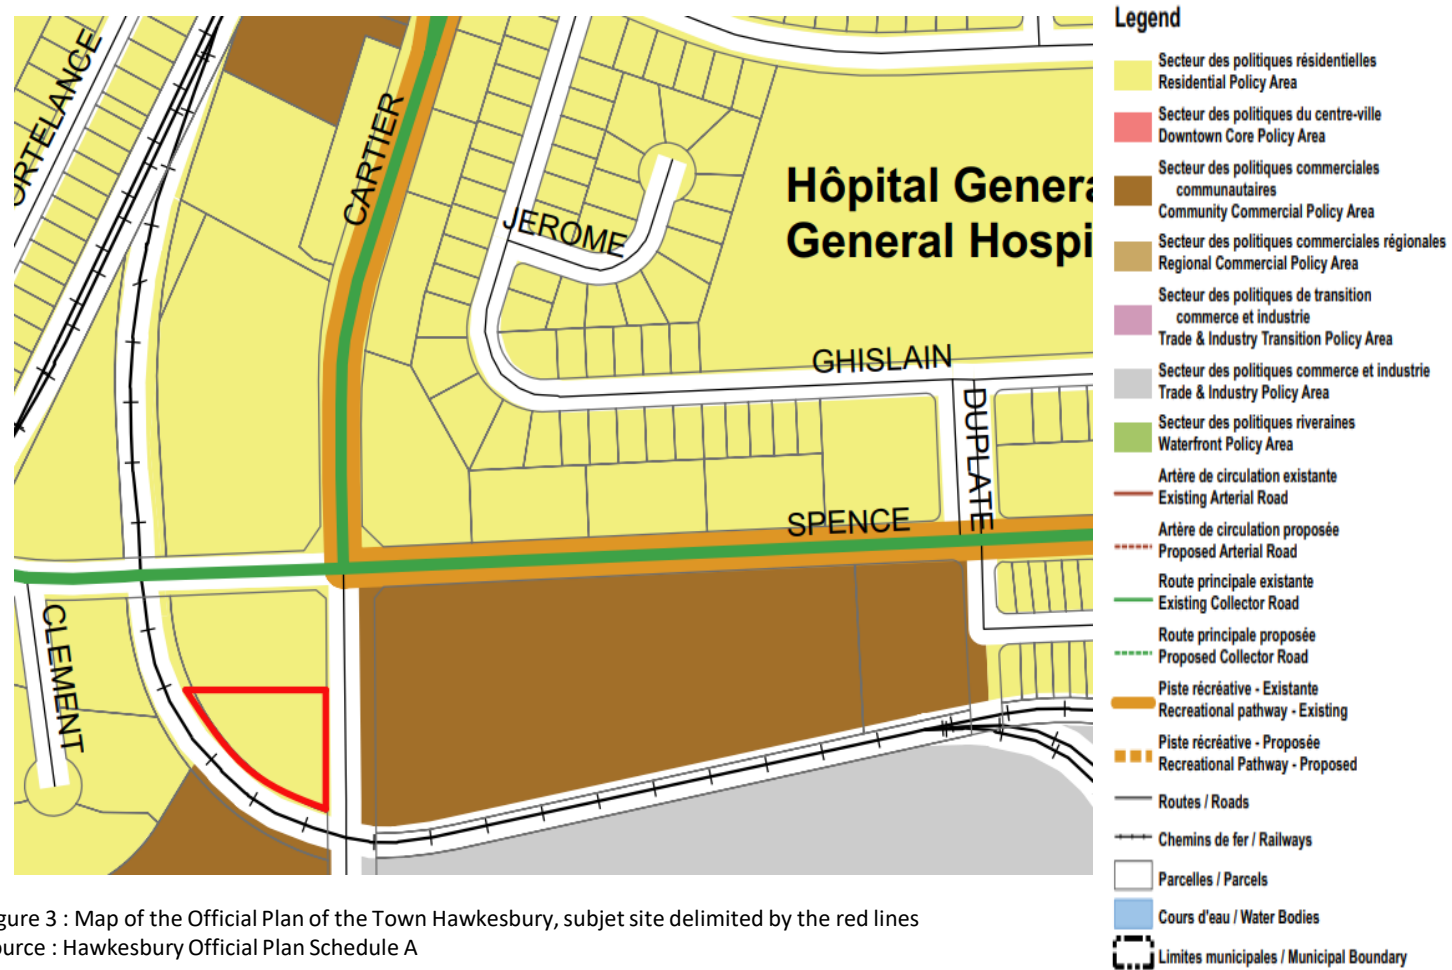 ORTELANCE
CARTIER
JEROME
Hôpital Genera
General Hospi
GHISLAIN
DUPLATE
SPENCE
CLEMENT
Legend
Secteur des politiques résidentielles
Residential Policy Area
Secteur des politiques du centre-ville
Downtown Core Policy Area
Secteur des politiques commerciales
communautaires
Community Commercial Policy Area
Secteur des politiques commerciales régionales
Regional Commercial Policy Area
Secteur des politiques de transition
commerce et industrie
Trade & Industry Transition Policy Area
Secteur des politiques commerce et industrie
Trade & Industry Policy Area
Secteur des politiques riveraines
Waterfront Policy Area
Artère de circulation existante
Existing Arterial Road
Artère de circulation proposée
Proposed Arterial Road
Route principale existante
Existing Collector Road
Route principale proposée
Proposed Collector Road
Piste récréative - Existante
Recreational pathway - Existing
Piste récréative - Proposée
Recreational Pathway - Proposed
Routes / Roads
Chemins de fer / Railways
Parcelles / Parcels
Cours d'eau / Water Bodies
Limites municipales / Municipal Boundary
gure 3 : Map of the Official Plan of the Town Hawkesbury, subjet site delimited by the red lines
ource : Hawkesbury Official Plan Schedule A